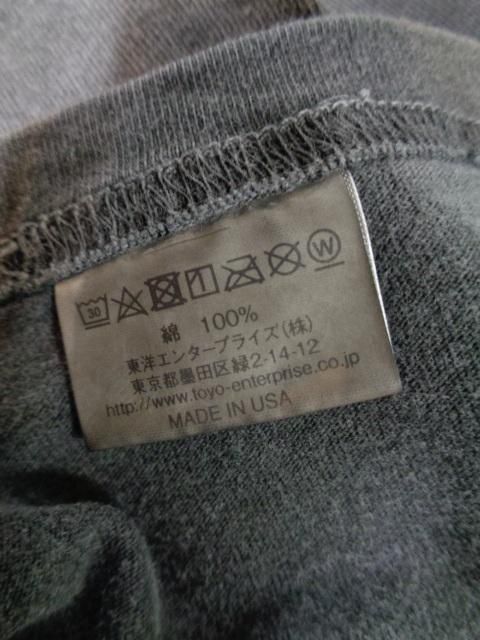 30
綿 100%
東洋エンタープライズ(株)
東京都墨田区緑2-14-12
http://www.toyo-enterprise.co.jp
MADE IN USA
W